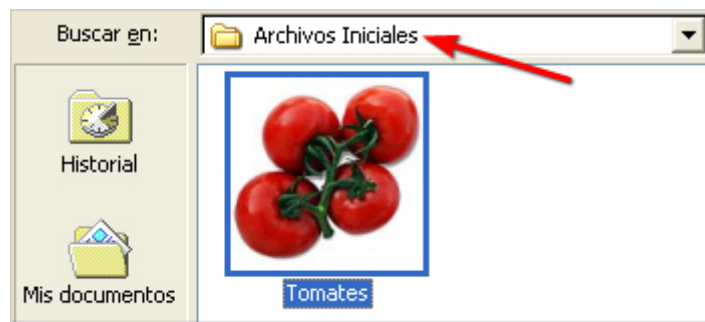 Buscar en: Archivos Iniciales
Historial
Mis documentos
Tomates